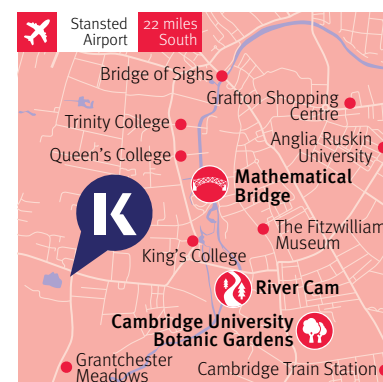 Stansted
Airport
22 miles
South
Bridge of Sighs
Grafton Shopping
Centre
Trinity College
Anglia Ruskin
University
Queen's College
Mathematical
Bridge
K
The Fitzwilliam
Museum
King's College
River Cam
Cambridge University
Botanic Gardens
Grantchester
Meadows
Cambridge Train Station